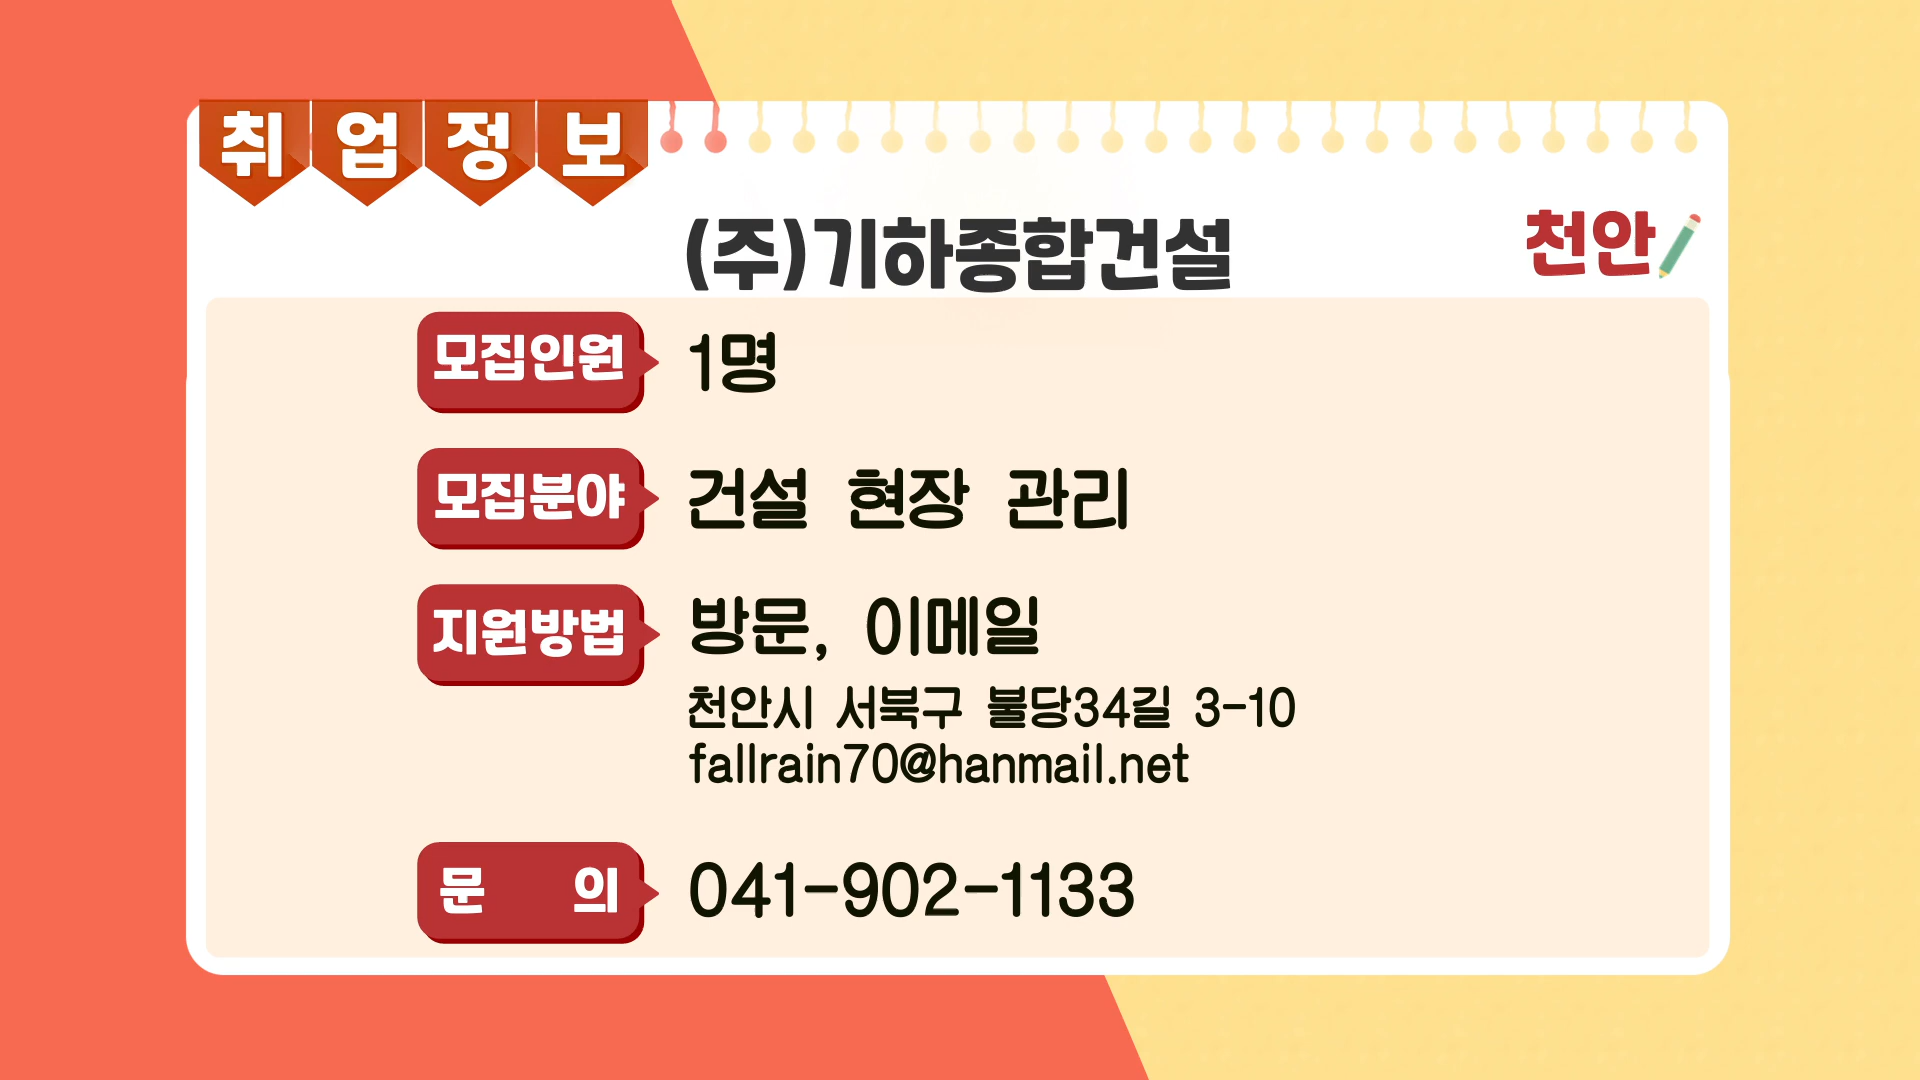 취업정보
(주)기하종합건설
천안
모집인원 1명
모집분야 건설 현장 관리
지원방법 방문, 이메일
천안시 서북구 불당34길 3-10
fallrain70@hanmail.net
문 의 041-902-1133